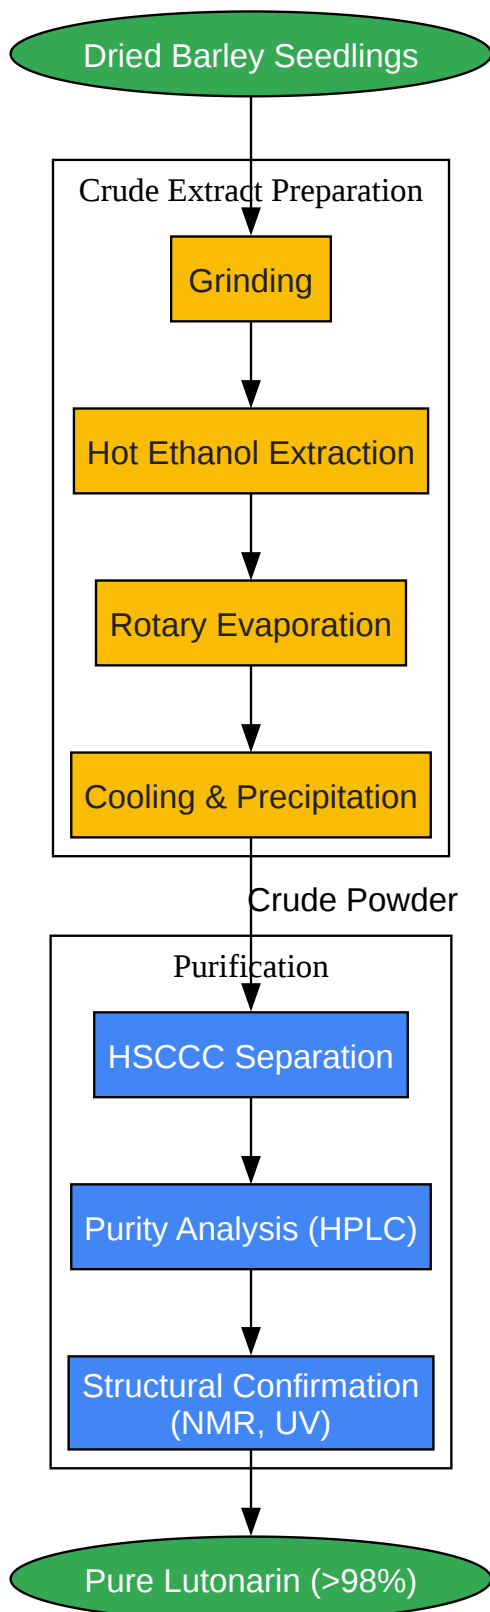 Dried Barley Seedlings
Crude Extract Preparation
Grinding
Hot Ethanol Extraction
Rotary Evaporation
Cooling & Precipitation
Crude Powder
Purification
HSCCC Separation
Purity Analysis (HPLC)
Structural Confirmation
(NMR, UV)
Pure Lutonarin (>98%)